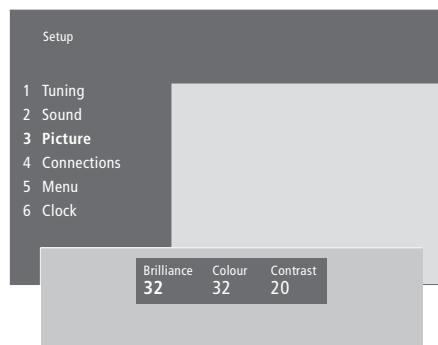 Setup
1 Tuning
2 Sound
3 Picture
4 Connections
5 Menu
6 Clock
Brilliance Colour Contrast
32 32 20